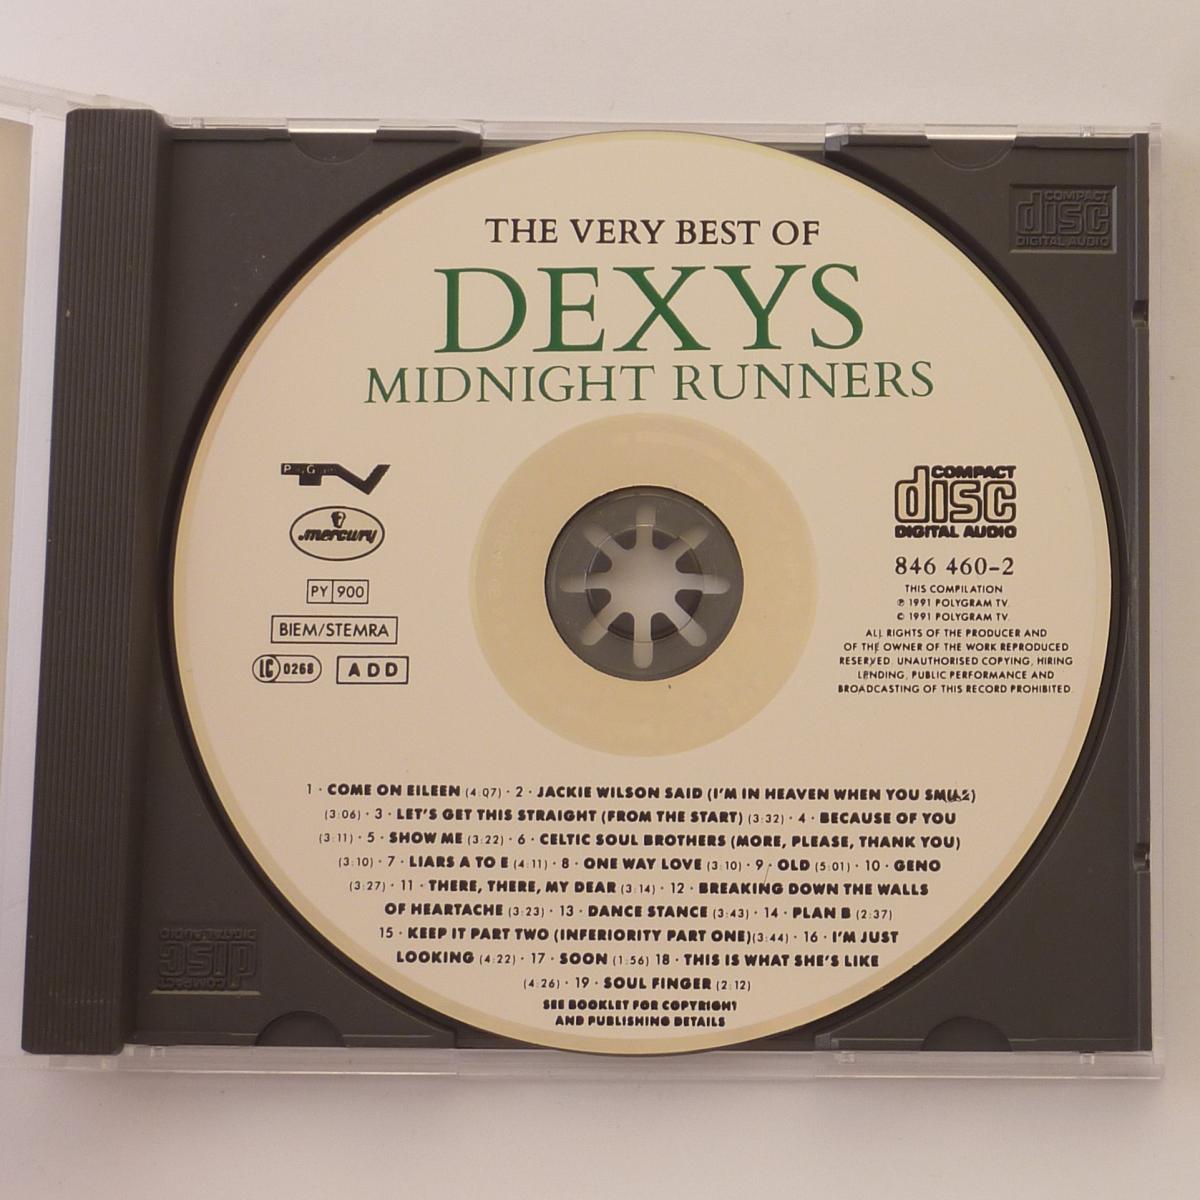 THE VERY BEST OF
DEXYS
MIDNIGHT RUNNERS
TV
mercury
PY 900
BIEM/STEMRA
LC 0268
ADD
COMPACT
disc
DIGITAL AUDIO
846 460-2
THIS COMPILATION
℗ 1991 POLYGRAM TV.
© 1991 POLYGRAM TV.
ALL RIGHTS OF THE PRODUCER AND
OF THE OWNER OF THE WORK REPRODUCED
RESERVED. UNAUTHORISED COPYING, HIRING
LENDING, PUBLIC PERFORMANCE AND
BROADCASTING OF THIS RECORD PROHIBITED.
1 · COME ON EILEEN (4:07) · 2 · JACKIE WILSON SAID (I'M IN HEAVEN WHEN YOU SMILE)
(3:06) · 3 · LET'S GET THIS STRAIGHT (FROM THE START) (3:32) · 4 · BECAUSE OF YOU
(3:11) · 5 · SHOW ME (3:22) · 6 · CELTIC SOUL BROTHERS (MORE, PLEASE, THANK YOU)
(3:10) · 7 · LIARS A TO E (4:11) · 8 · ONE WAY LOVE (3:10) · 9 · OLD (5:01) · 10 · GENO
(3:27) · 11 · THERE, THERE, MY DEAR (3:14) · 12 · BREAKING DOWN THE WALLS
OF HEARTACHE (3:23) · 13 · DANCE STANCE (3:43) · 14 · PLAN B (2:37)
15 · KEEP IT PART TWO (INFERIORITY PART ONE)(3:44) · 16 · I'M JUST
LOOKING (4:22) · 17 · SOON (1:56) 18 · THIS IS WHAT SHE'S LIKE
(4:26) · 19 · SOUL FINGER (2:12)
SEE BOOKLET FOR COPYRIGHT
AND PUBLISHING DETAILS
COMPACT
disc
DIGITAL AUDIO
COMPACT
disc
DIGITAL AUDIO